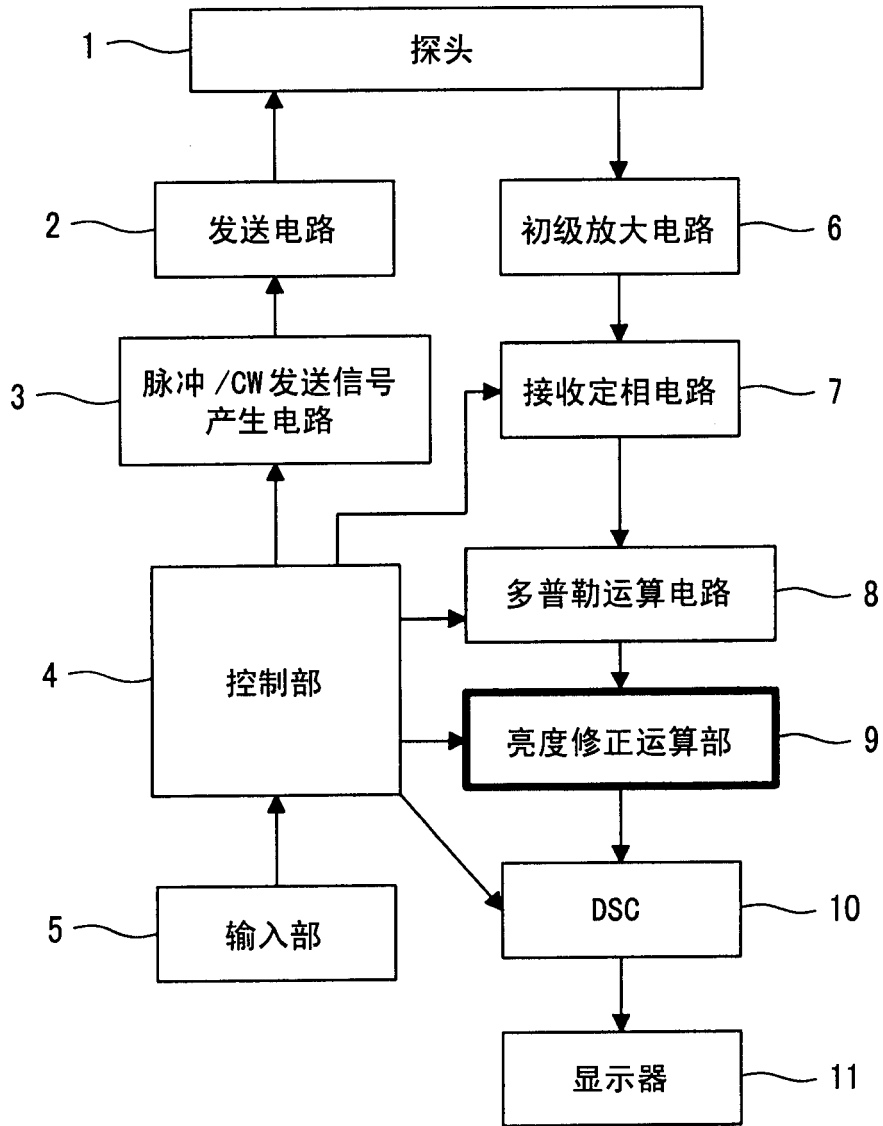 1
探头
2
发送电路
初级放大电路
6
3
脉冲/CW发送信号
产生电路
接收定相电路
7
多普勒运算电路
8
4
控制部
亮度修正运算部
9
5
输入部
DSC
10
显示器
11